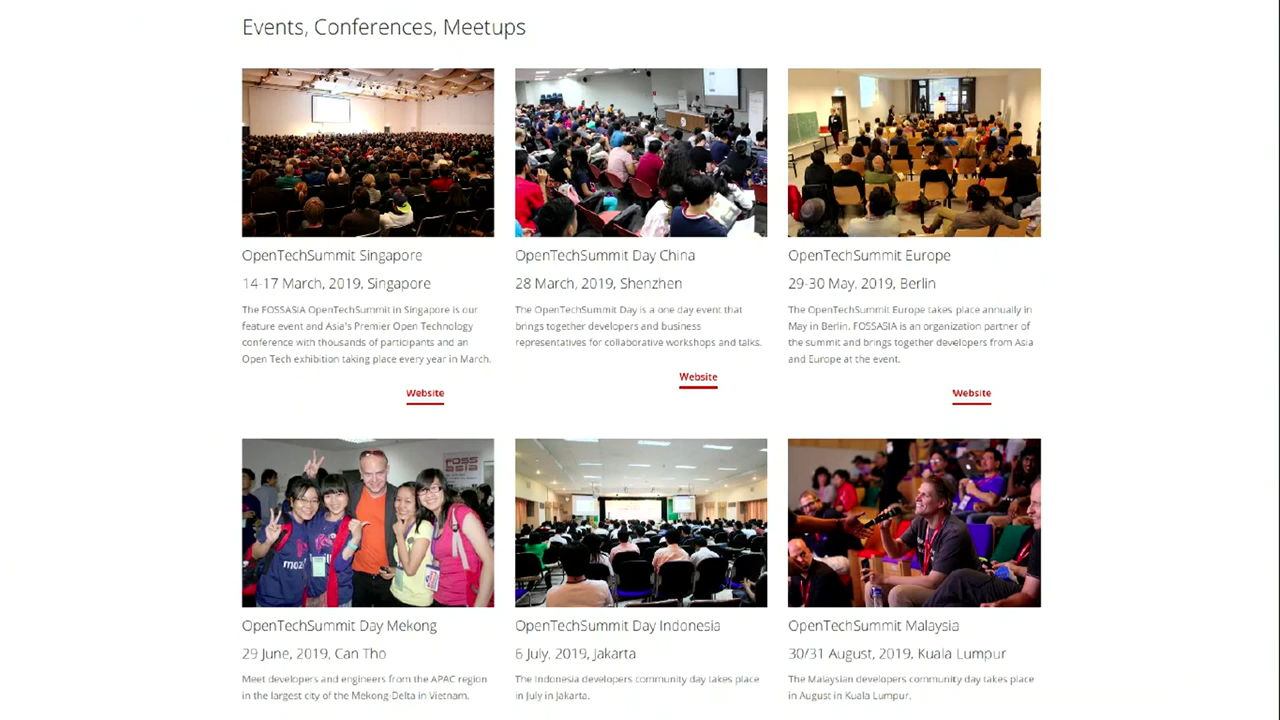 Events, Conferences, Meetups
OpenTechSummit Singapore
14-17 March, 2019, Singapore
The FOSSASIA OpenTechSummit in Singapore is our
feature event and Asia's Premier Open Technology
conference with thousands of participants and an
Open Tech exhibition taking place every year in March.
Website
OpenTechSummit Day China
28 March, 2019, Shenzhen
The OpenTechSummit Day is a one day event that
brings together developers and business
representatives for collaborative workshops and talks.
Website
OpenTechSummit Europe
29-30 May, 2019, Berlin
The OpenTechSummit Europe takes place annually in
May in Berlin. FOSSASIA is an organization partner of
the summit and brings together developers from Asia
and Europe at the event.
Website
FOSS
ASIA
moz
OpenTechSummit Day Mekong
29 June, 2019, Can Tho
Meet developers and engineers from the APAC region
in the largest city of the Mekong-Delta in Vietnam.
OpenTechSummit Day Indonesia
6 July, 2019, Jakarta
The Indonesia developers community day takes place
in July in Jakarta.
OpenTechSummit Malaysia
30/31 August, 2019, Kuala Lumpur
The Malaysian developers community day takes place
in August in Kuala Lumpur.